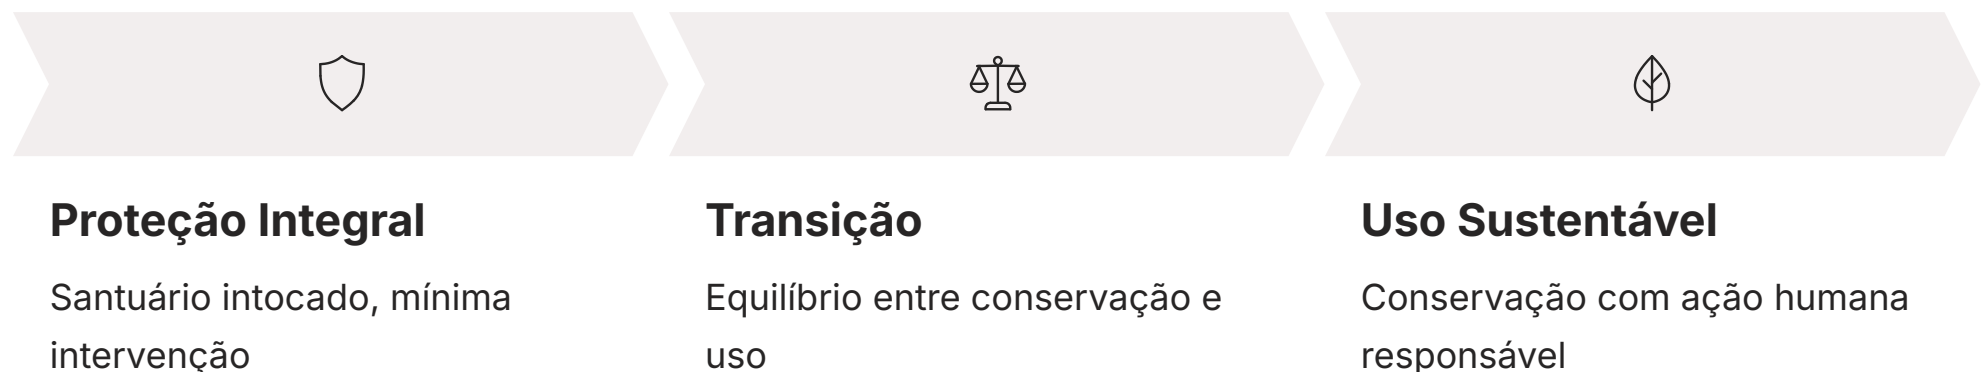 Proteção Integral
Santuário intocado, mínima
intervenção
Transição
Equilíbrio entre conservação e
uso
Uso Sustentável
Conservação com ação humana
responsável